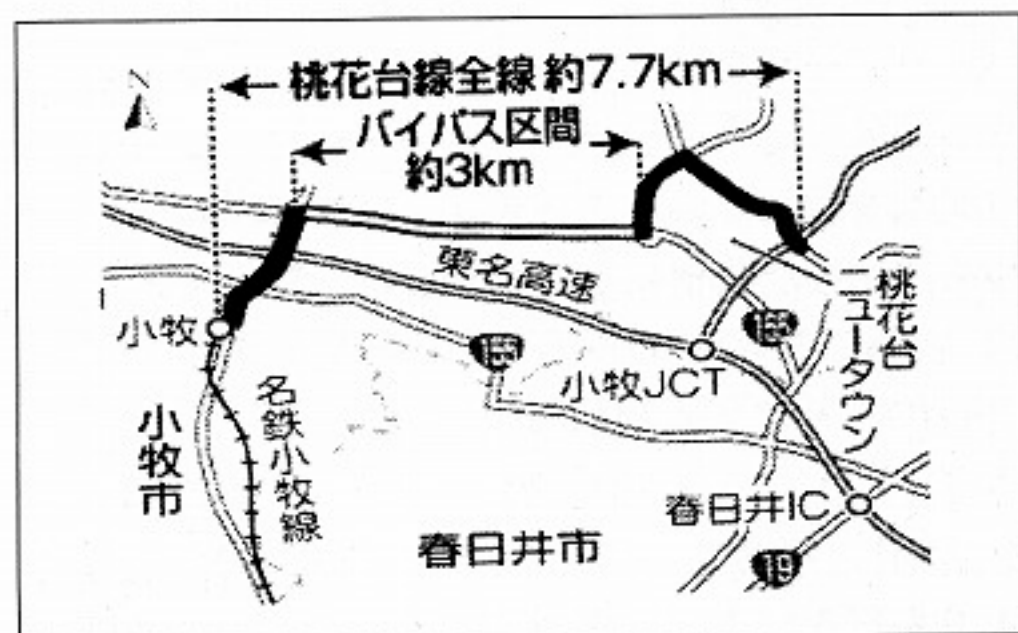 N
桃花台線全線 約7.7km
バイパス区間
約3km
東名高速
小牧
小牧JCT
桃花台
ニュータウン
名鉄小牧線
小牧市
春日井IC
春日井市